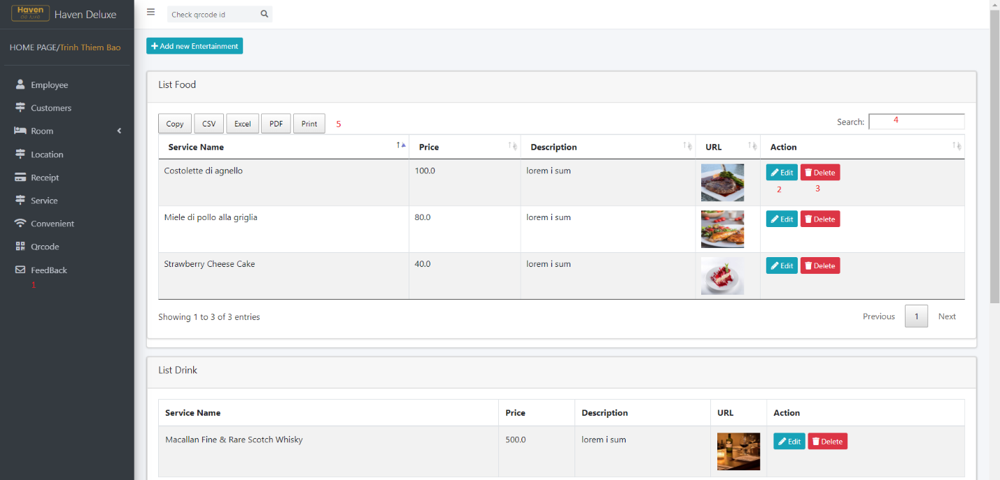 Haven
de luxe
Haven Deluxe
Check qrcode id
HOME PAGE/Trinh Thiem Bao
Employee
Customers
Room
Location
Receipt
Service
Convenient
Qrcode
FeedBack
1
Add new Entertainment
List Food
Copy CSV Excel PDF Print 5 Search: 4
Service Name Price Description URL Action
Costolette di agnello 100.0 lorem i sum Edit Delete
2 3
Miele di pollo alla griglia 80.0 lorem i sum Edit Delete
Strawberry Cheese Cake 40.0 lorem i sum Edit Delete
Showing 1 to 3 of 3 entries Previous 1 Next
List Drink
Service Name Price Description URL Action
Macallan Fine & Rare Scotch Whisky 500.0 lorem i sum Edit Delete